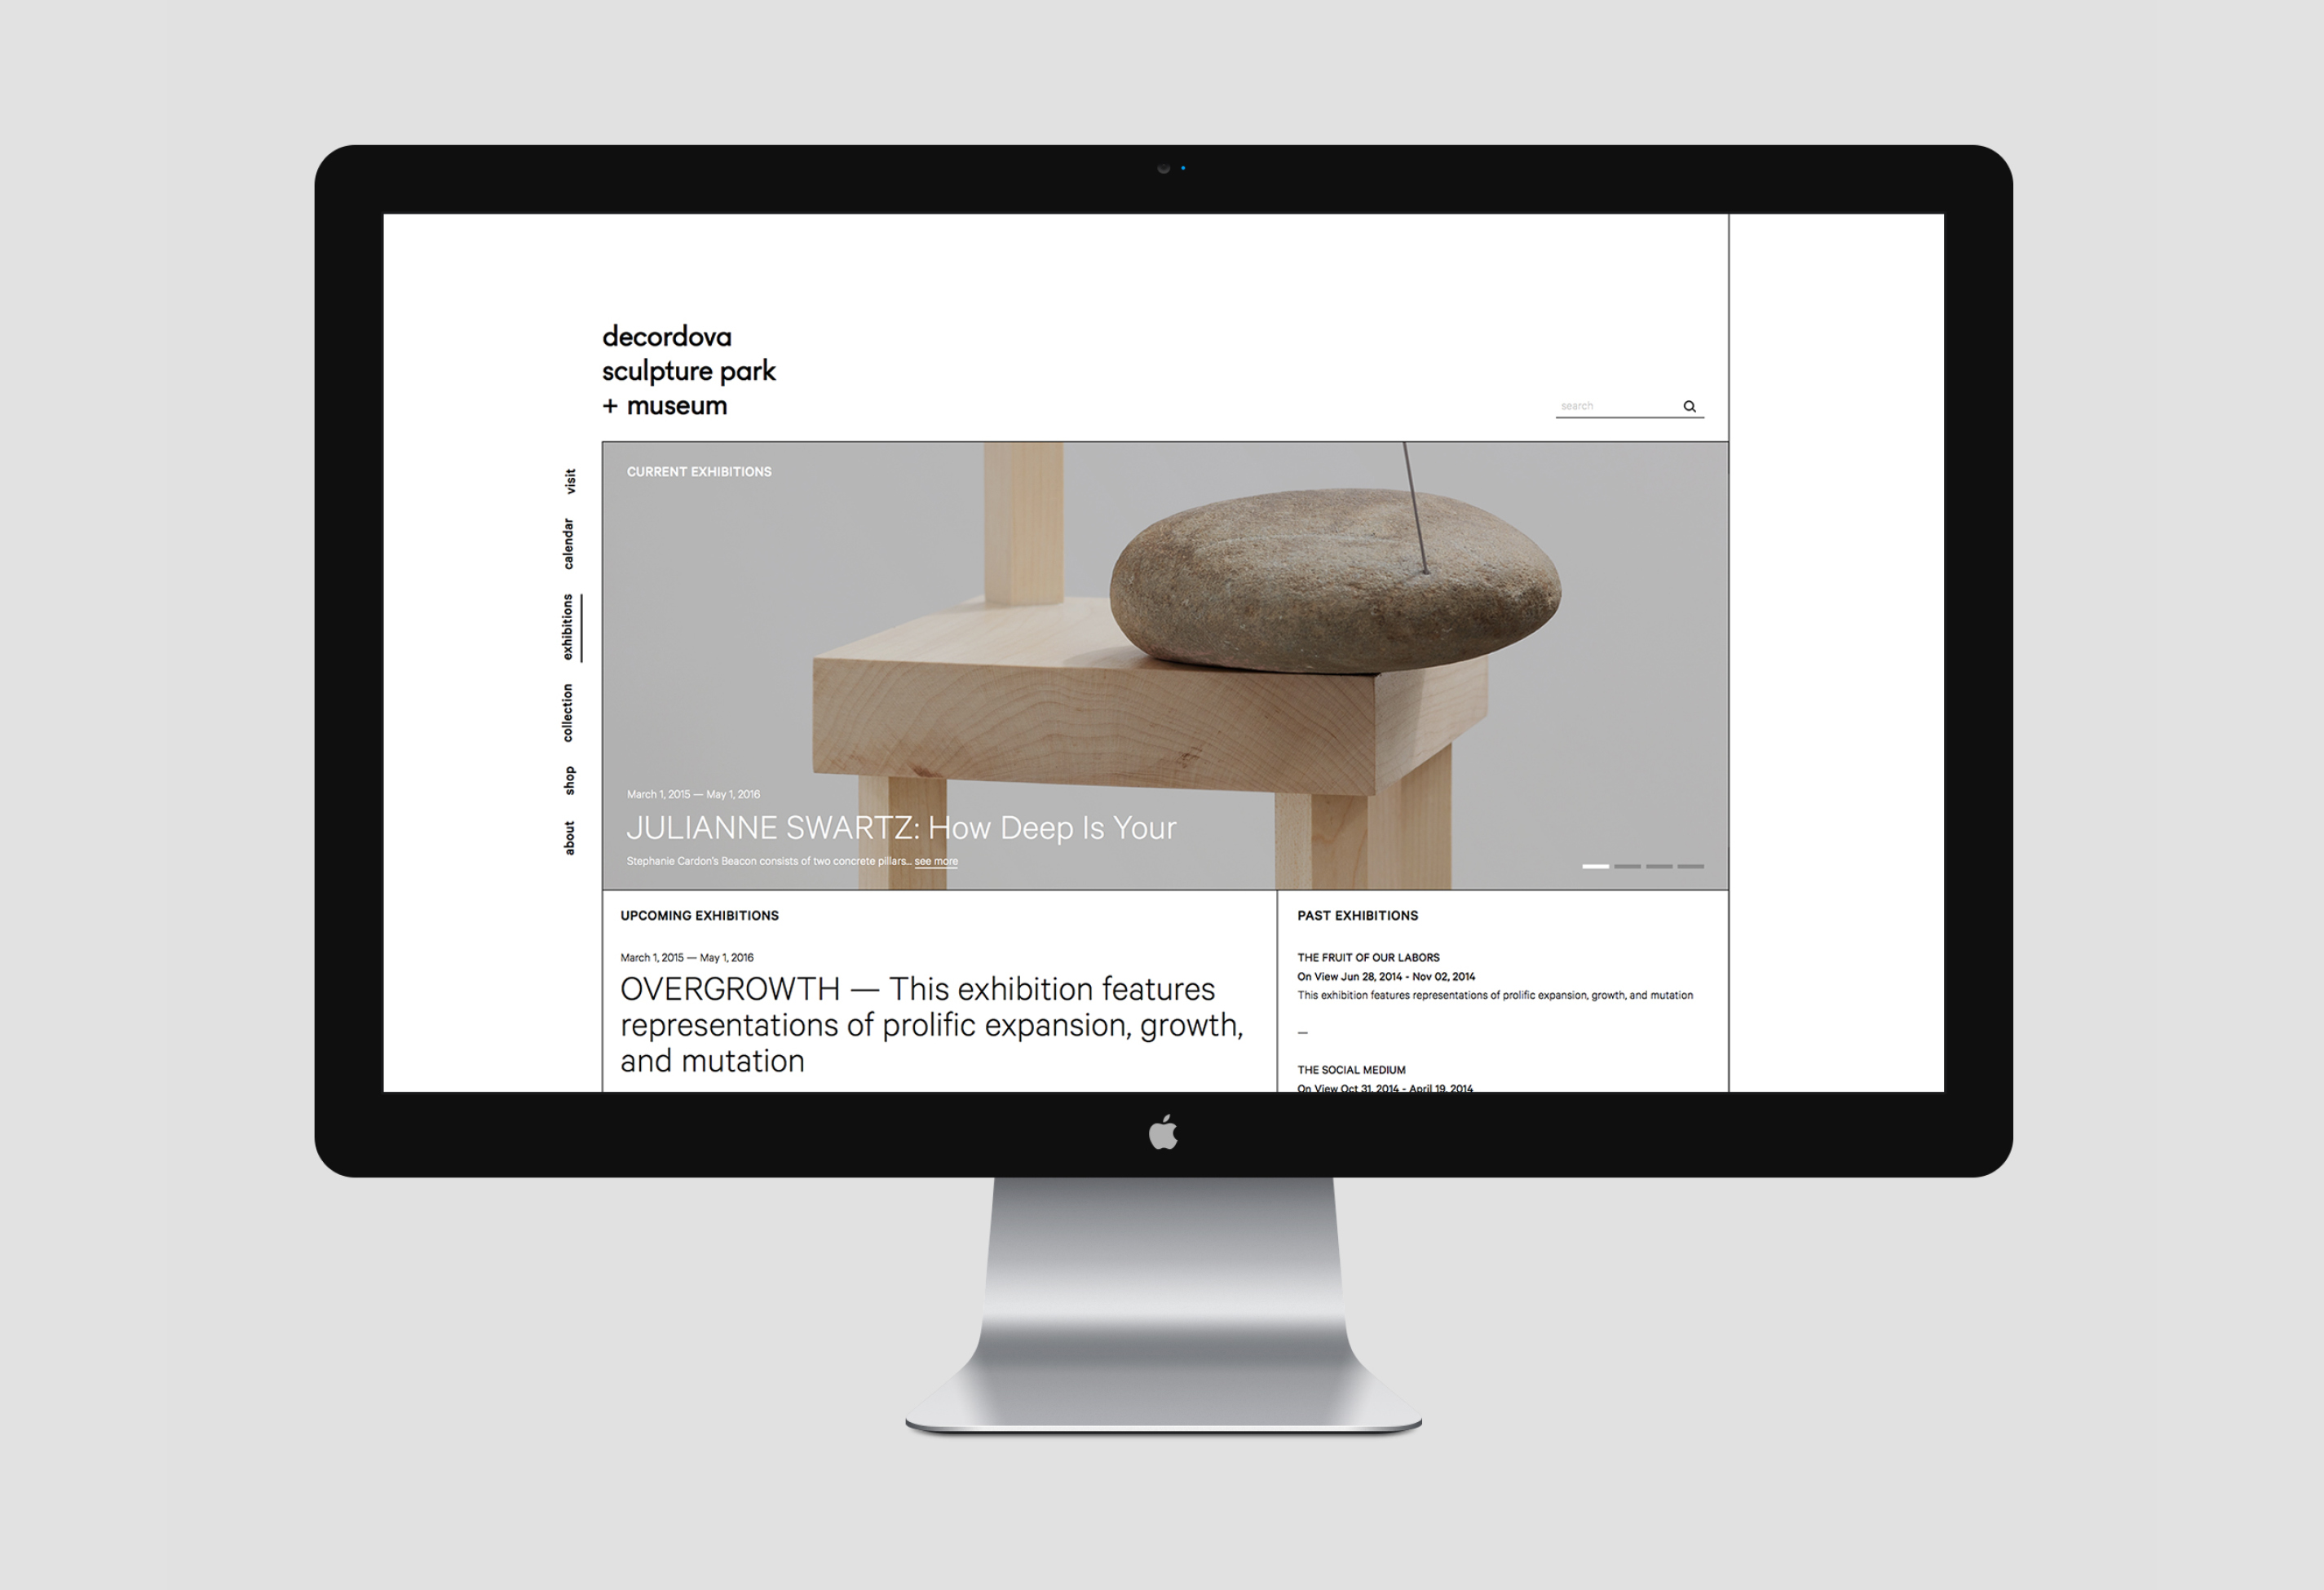 decordova
sculpture park
+ museum
search
visit
calendar
exhibitions
collection
shop
about
CURRENT EXHIBITIONS
March 1, 2015 — May 1, 2016
JULIANNE SWARTZ: How Deep Is Your
Stephanie Cardon's Beacon consists of two concrete pillars... see more
UPCOMING EXHIBITIONS
March 1, 2015 — May 1, 2016
OVERGROWTH — This exhibition features
representations of prolific expansion, growth,
and mutation
PAST EXHIBITIONS
THE FRUIT OF OUR LABORS
On View Jun 28, 2014 - Nov 02, 2014
This exhibition features representations of prolific expansion, growth, and mutation
—
THE SOCIAL MEDIUM
On View Oct 31, 2014 - April 19, 2014